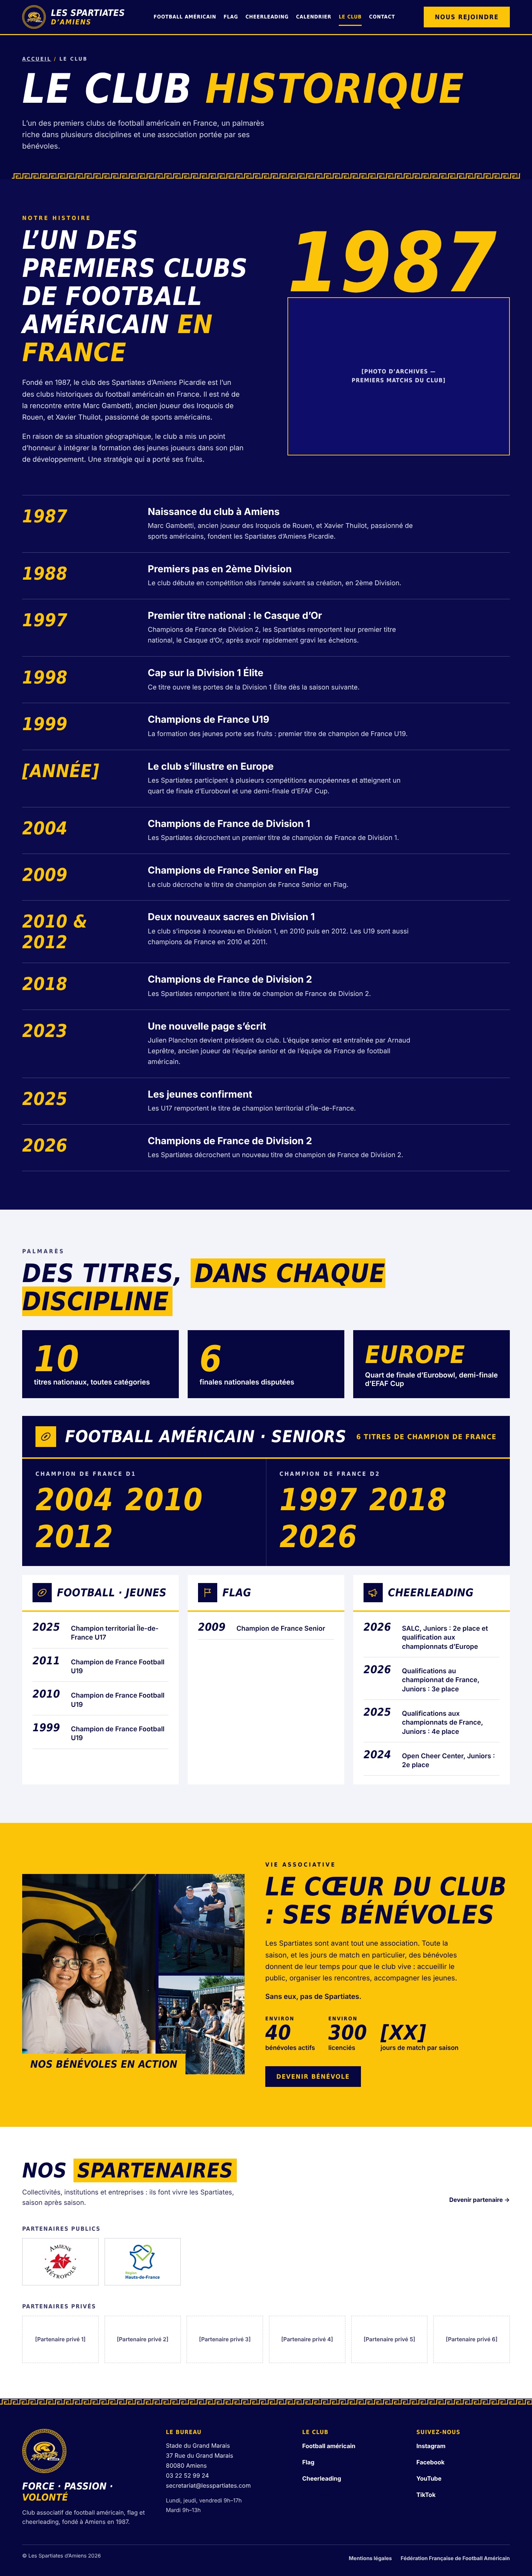 LES SPARTIATES
D'AMIENS
FOOTBALL AMÉRICAIN FLAG CHEERLEADING CALENDRIER LE CLUB CONTACT
NOUS REJOINDRE
ACCUEIL / LE CLUB
LE CLUB HISTORIQUE
L'un des premiers clubs de football américain en France, un palmarès
riche dans plusieurs disciplines et une association portée par ses
bénévoles.
NOTRE HISTOIRE
L'UN DES
PREMIERS CLUBS
DE FOOTBALL
AMÉRICAIN EN
FRANCE
Fondé en 1987, le club des Spartiates d'Amiens Picardie est l'un
des clubs historiques du football américain en France. Il est né de
la rencontre entre Marc Gambetti, ancien joueur des Iroquois de
Rouen, et Xavier Thuilot, passionné de sports américains.
En raison de sa situation géographique, le club a mis un point
d'honneur à intégrer la formation des jeunes joueurs dans son plan
de développement. Une stratégie qui a porté ses fruits.
1987
[PHOTO D'ARCHIVES —
PREMIERS MATCHS DU CLUB]
1987
Naissance du club à Amiens
Marc Gambetti, ancien joueur des Iroquois de Rouen, et Xavier Thuilot, passionné de
sports américains, fondent les Spartiates d'Amiens Picardie.
1988
Premiers pas en 2ème Division
Le club débute en compétition dès l'année suivant sa création, en 2ème Division.
1997
Premier titre national : le Casque d'Or
Champions de France de Division 2, les Spartiates remportent leur premier titre
national, le Casque d'Or, après avoir rapidement gravi les échelons.
1998
Cap sur la Division 1 Élite
Ce titre ouvre les portes de la Division 1 Élite dès la saison suivante.
1999
Champions de France U19
La formation des jeunes porte ses fruits : premier titre de champion de France U19.
[ANNÉE]
Le club s'illustre en Europe
Les Spartiates participent à plusieurs compétitions européennes et atteignent un
quart de finale d'Eurobowl et une demi-finale d'EFAF Cup.
2004
Champions de France de Division 1
Les Spartiates décrochent un premier titre de champion de France de Division 1.
2009
Champions de France Senior en Flag
Le club décroche le titre de champion de France Senior en Flag.
2010 &
2012
Deux nouveaux sacres en Division 1
Le club s'impose à nouveau en Division 1, en 2010 puis en 2012. Les U19 sont aussi
champions de France en 2010 et 2011.
2018
Champions de France de Division 2
Les Spartiates remportent le titre de champion de France de Division 2.
2023
Une nouvelle page s'écrit
Julien Planchon devient président du club. L'équipe senior est entraînée par Arnaud
Leprêtre, ancien joueur de l'équipe senior et de l'équipe de France de football
américain.
2025
Les jeunes confirment
Les U17 remportent le titre de champion territorial d'Île-de-France.
2026
Champions de France de Division 2
Les Spartiates décrochent un nouveau titre de champion de France de Division 2.
PALMARÈS
DES TITRES, DANS CHAQUE
DISCIPLINE
10
titres nationaux, toutes catégories
6
finales nationales disputées
EUROPE
Quart de finale d'Eurobowl, demi-finale
d'EFAF Cup
FOOTBALL AMÉRICAIN · SENIORS
6 TITRES DE CHAMPION DE FRANCE
CHAMPION DE FRANCE D1
2004 2010
2012
CHAMPION DE FRANCE D2
1997 2018
2026
FOOTBALL · JEUNES
2025 Champion territorial Île-de-
France U17
2011 Champion de France Football
U19
2010 Champion de France Football
U19
1999 Champion de France Football
U19
FLAG
2009 Champion de France Senior
CHEERLEADING
2026 SALC, Juniors : 2e place et
qualification aux
championnats d'Europe
2026 Qualifications au
championnat de France,
Juniors : 3e place
2025 Qualifications aux
championnats de France,
Juniors : 4e place
2024 Open Cheer Center, Juniors :
2e place
NOS BÉNÉVOLES EN ACTION
VIE ASSOCIATIVE
LE CŒUR DU CLUB
: SES BÉNÉVOLES
Les Spartiates sont avant tout une association. Toute la
saison, et les jours de match en particulier, des bénévoles
donnent de leur temps pour que le club vive : accueillir le
public, organiser les rencontres, accompagner les jeunes.
Sans eux, pas de Spartiates.
ENVIRON
40
bénévoles actifs
ENVIRON
300
licenciés
[XX]
jours de match par saison
DEVENIR BÉNÉVOLE
NOS SPARTENAIRES
Collectivités, institutions et entreprises : ils font vivre les Spartiates,
saison après saison.
Devenir partenaire →
PARTENAIRES PUBLICS
AMIENS
MÉTROPOLE
Région
Hauts-de-France
PARTENAIRES PRIVÉS
[Partenaire privé 1]
[Partenaire privé 2]
[Partenaire privé 3]
[Partenaire privé 4]
[Partenaire privé 5]
[Partenaire privé 6]
FORCE · PASSION ·
VOLONTÉ
Club associatif de football américain, flag et
cheerleading, fondé à Amiens en 1987.
LE BUREAU
Stade du Grand Marais
37 Rue du Grand Marais
80080 Amiens
03 22 52 99 24
secretariat@lesspartiates.com
Lundi, jeudi, vendredi 9h–17h
Mardi 9h–13h
LE CLUB
Football américain
Flag
Cheerleading
SUIVEZ-NOUS
Instagram
Facebook
YouTube
TikTok
© Les Spartiates d'Amiens 2026
Mentions légales Fédération Française de Football Américain